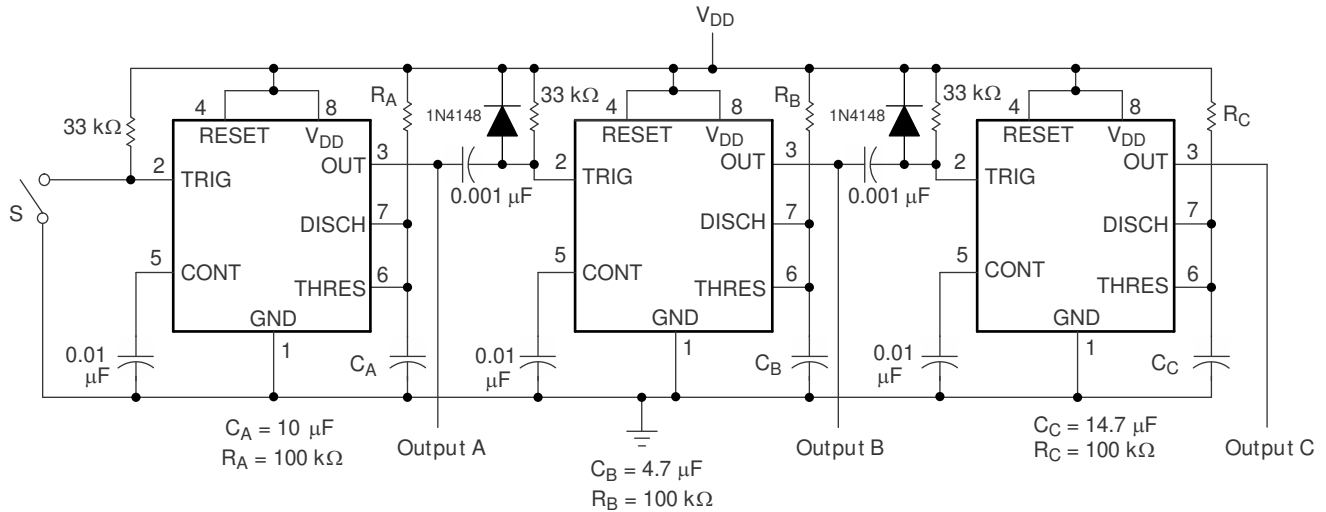 VDD
33 kΩ
4
8
RESET
VDD
2
TRIG
OUT
3
S
DISCH
7
5
CONT
THRES
6
GND
1
0.01
μF
RA
CA
1N4148
33 kΩ
0.001 μF
4
8
RESET
VDD
2
TRIG
OUT
3
DISCH
7
5
CONT
THRES
6
GND
1
0.01
μF
RB
CB
1N4148
33 kΩ
0.001 μF
4
8
RESET
VDD
2
TRIG
OUT
3
DISCH
7
5
CONT
THRES
6
GND
1
0.01
μF
RC
CC
CA = 10 μF
RA = 100 kΩ
Output A
CB = 4.7 μF
RB = 100 kΩ
Output B
CC = 14.7 μF
RC = 100 kΩ
Output C